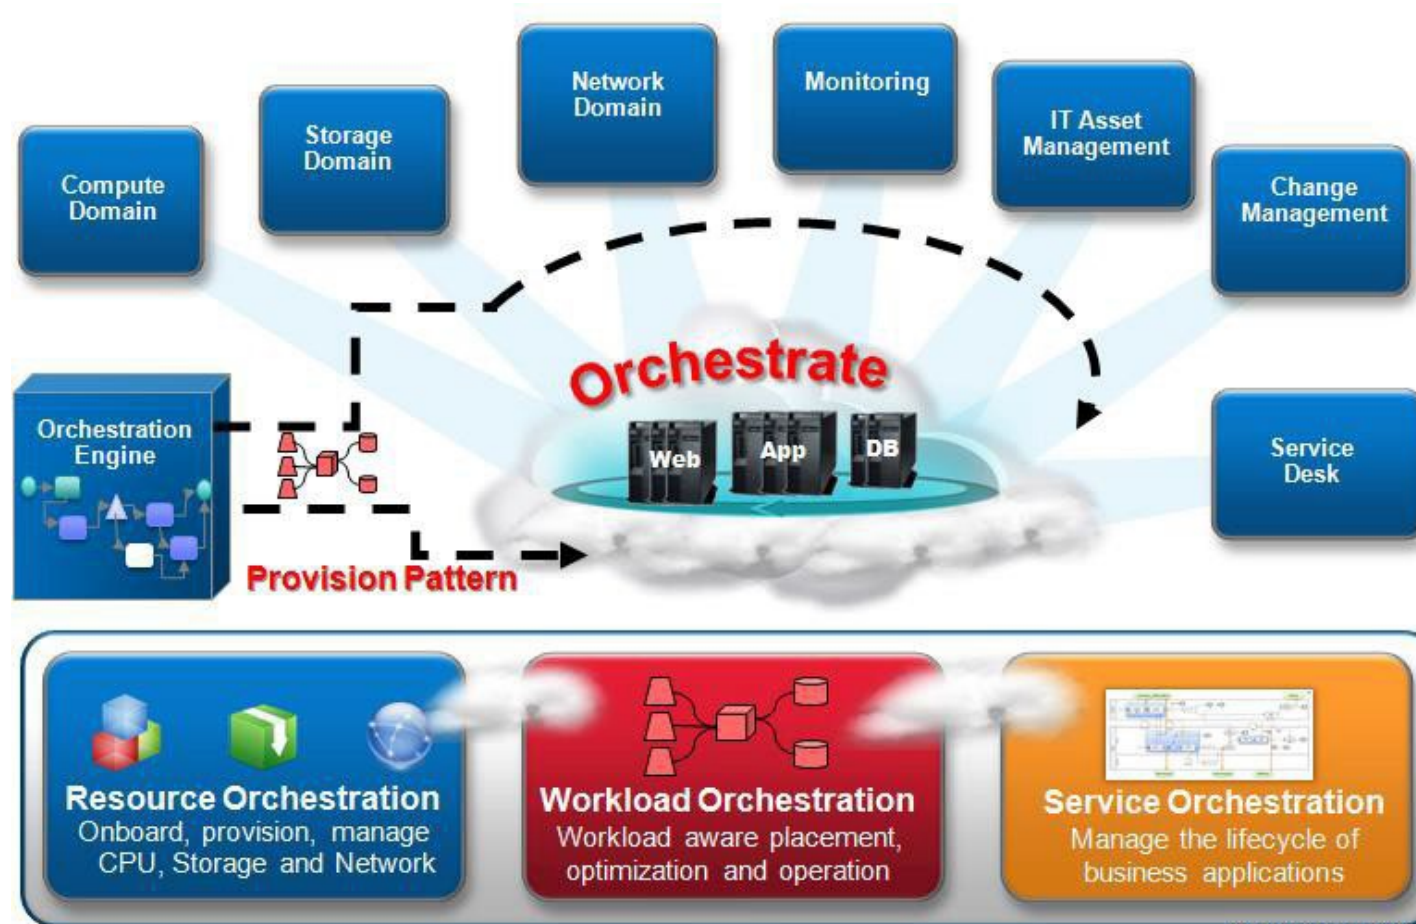 Compute
Domain
Storage
Domain
Network
Domain
Monitoring
IT Asset
Management
Change
Management
Service
Desk
Orchestration
Engine
Orchestrate
Web
App
DB
Provision Pattern
Resource Orchestration
Onboard, provision, manage
CPU, Storage and Network
Workload Orchestration
Workload aware placement,
optimization and operation
Service Orchestration
Manage the lifecycle of
business applications